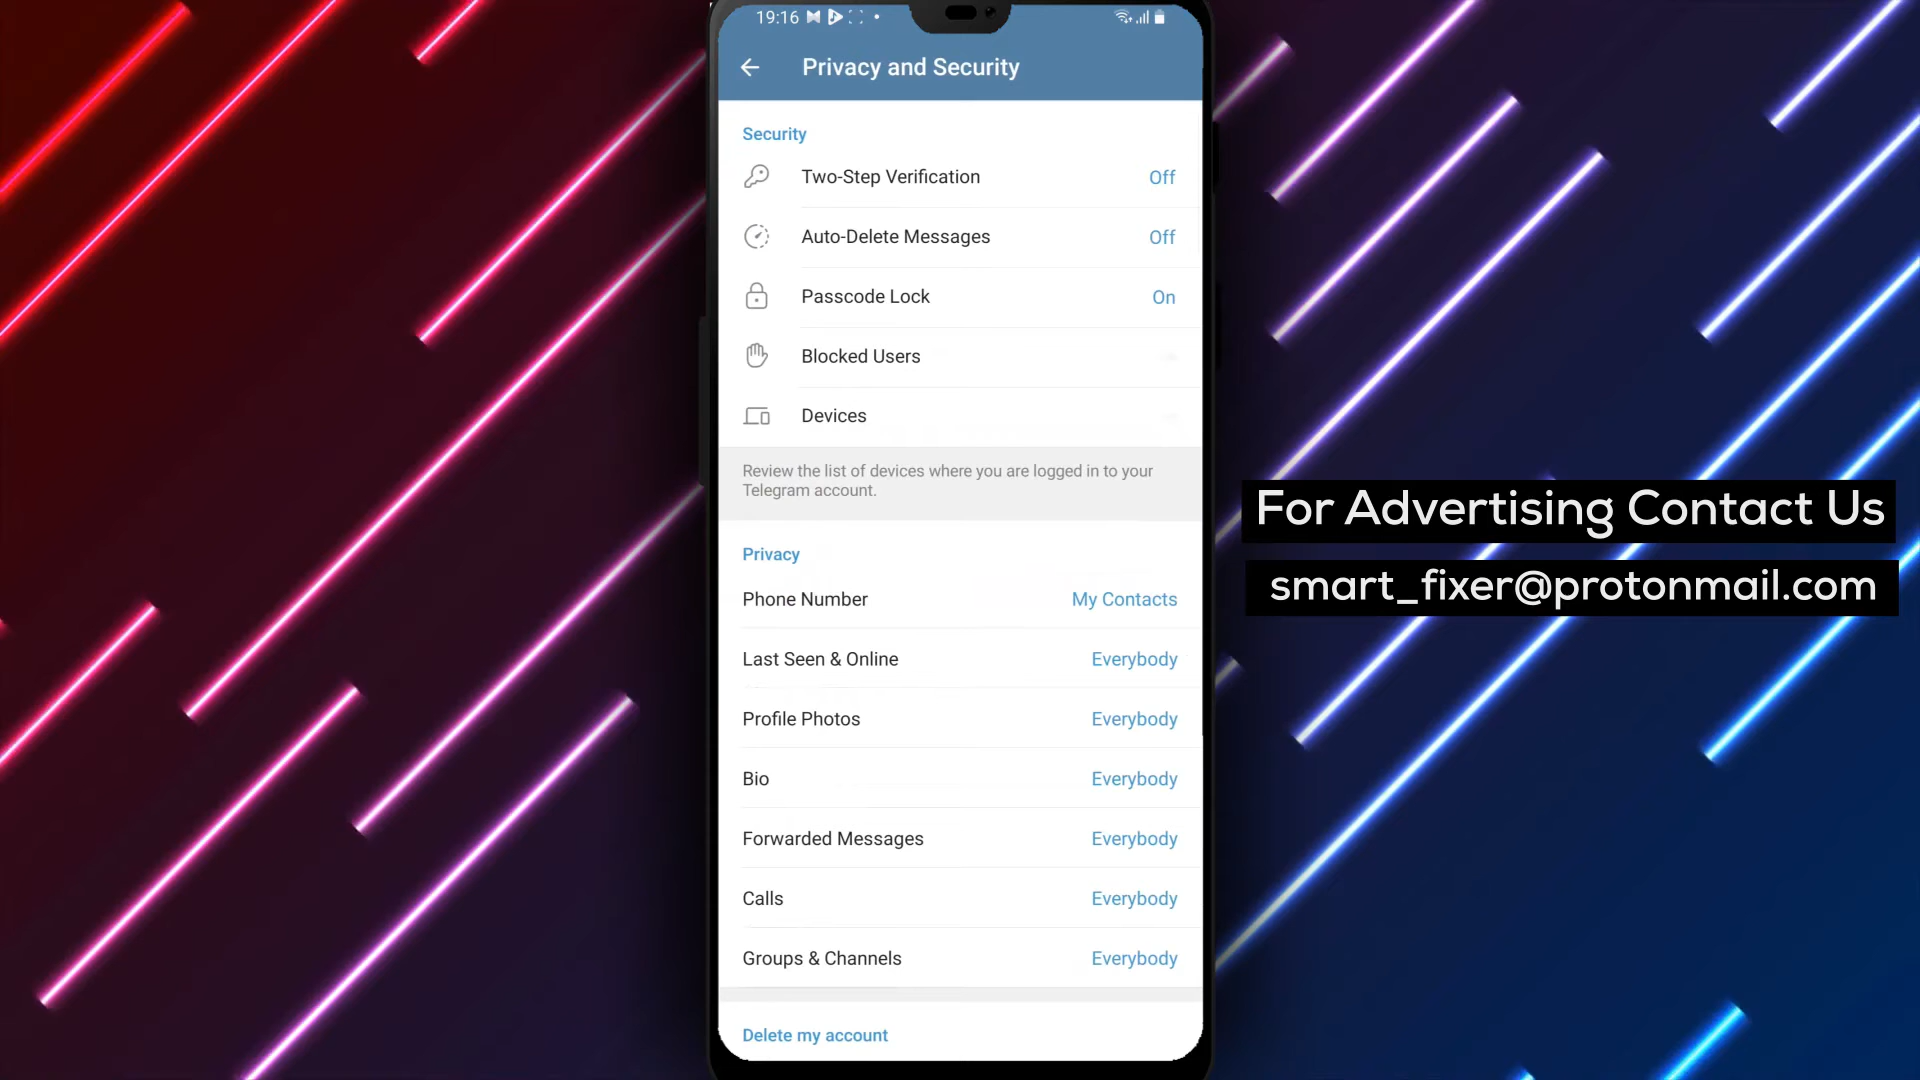 19:16
Privacy and Security
Security
Two-Step Verification Off
Auto-Delete Messages Off
Passcode Lock On
Blocked Users
Devices
Review the list of devices where you are logged in to your
Telegram account.
Privacy
Phone Number My Contacts
Last Seen & Online Everybody
Profile Photos Everybody
Bio Everybody
Forwarded Messages Everybody
Calls Everybody
Groups & Channels Everybody
Delete my account
For Advertising Contact Us
smart_fixer@protonmail.com